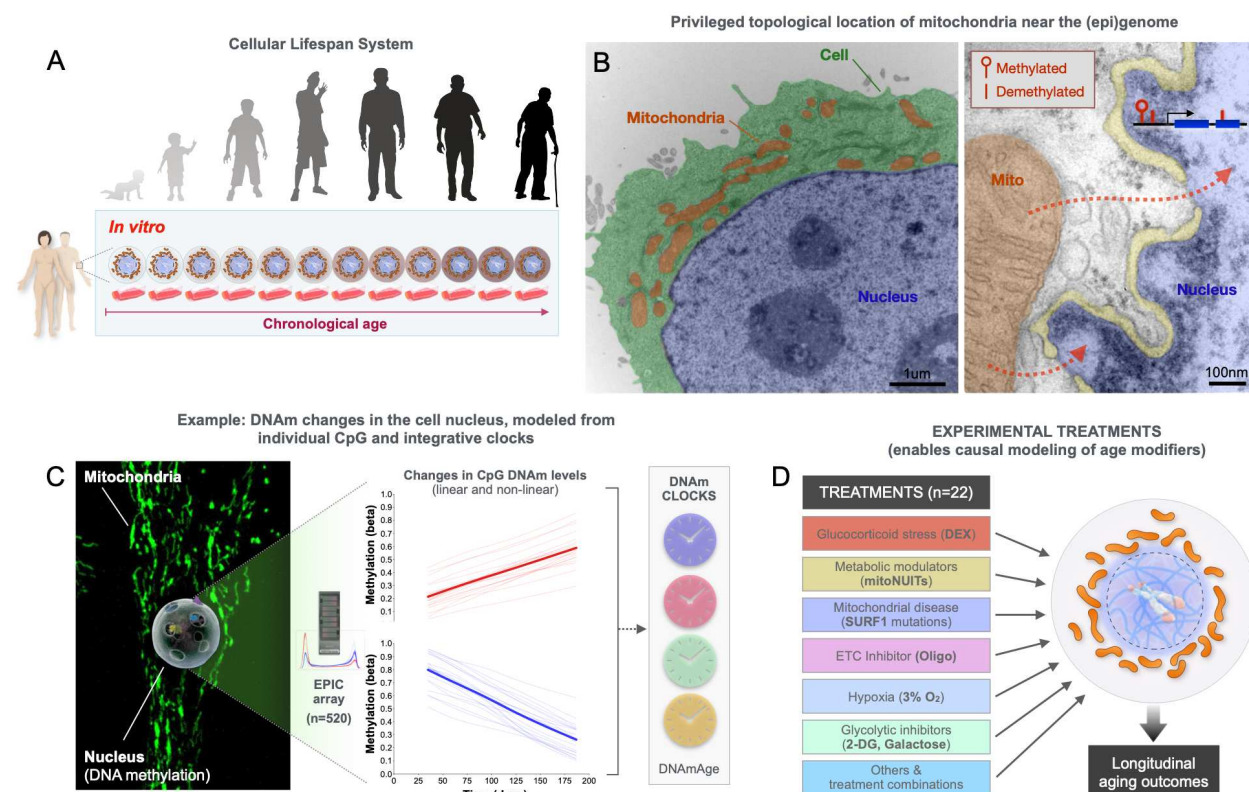 A
Cellular Lifespan System
In vitro
Chronological age
Privileged topological location of mitochondria near the (epi)genome
B
Cell
Mitochondria
Nucleus
1um
Methylated
Demethylated
Mito
Nucleus
100nm
Example: DNAm changes in the cell nucleus, modeled from
individual CpG and integrative clocks
C
Mitochondria
Nucleus
(DNA methylation)
EPIC
array
(n=520)
Changes in CpG DNAm levels
(linear and non-linear)
Methylation (beta)
1.0
0.9
0.8
0.7
0.6
0.5
0.4
0.3
0.2
0.1
Methylation (beta)
1.0
0.9
0.8
0.7
0.6
0.5
0.4
0.3
0.2
0.1
0.0
0 25 50 75 100 125 150 175 200
DNAm
CLOCKS
DNAmAge
EXPERIMENTAL TREATMENTS
(enables causal modeling of age modifiers)
D
TREATMENTS (n=22)
Glucocorticoid stress (DEX)
Metabolic modulators
(mitoNUITs)
Mitochondrial disease
(SURF1 mutations)
ETC Inhibitor (Oligo)
Hypoxia (3% O₂)
Glycolytic inhibitors
(2-DG, Galactose)
Others &
treatment combinations
Longitudinal
aging outcomes